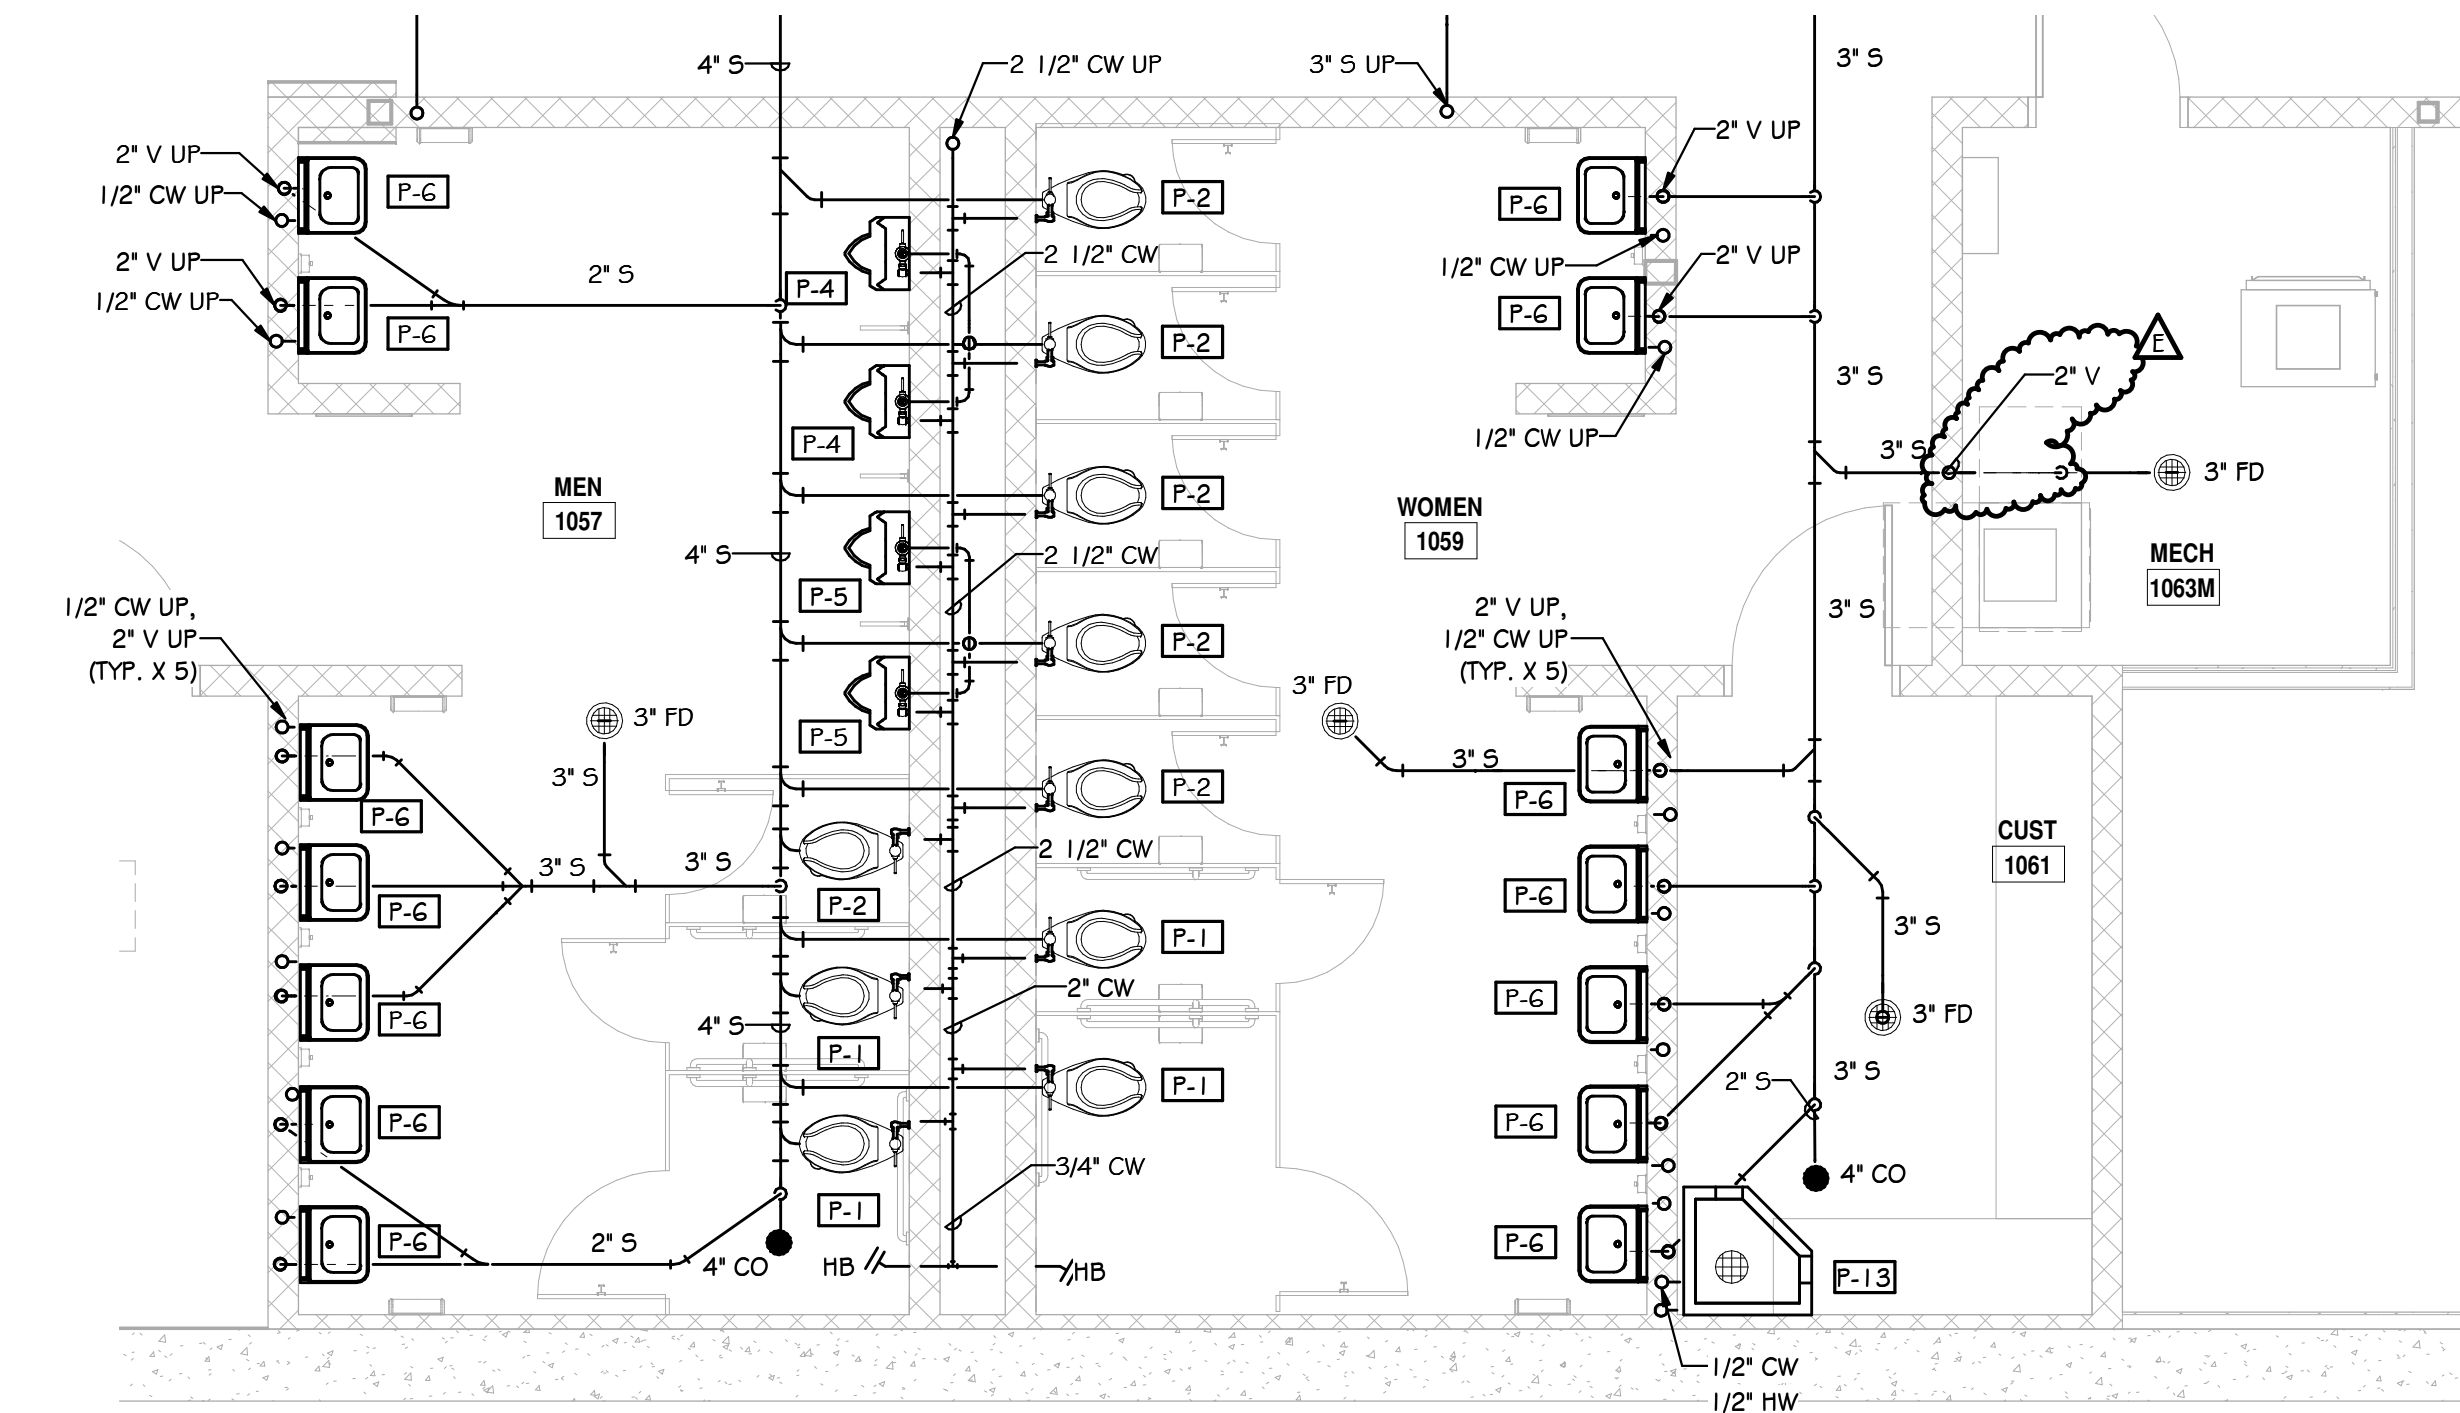 4" S
2 1/2" CW UP
3" S UP
3" S
2" V UP
1/2" CW UP
P-6
P-2
P-6
2" V UP
2" V UP
1/2" CW UP
P-6
2" S
P-4
2 1/2" CW
1/2" CW UP
2" V UP
P-6
P-2
E
2" V
3" S
P-4
1/2" CW UP
3" S
3" FD
MEN
1057
P-2
WOMEN
1059
4" S
2 1/2" CW
MECH
1063M
P-5
1/2" CW UP,
2" V UP
(TYP. X 5)
P-2
2" V UP,
1/2" CW UP
(TYP. X 5)
3" S
3" FD
3" FD
P-5
3" S
P-6
P-2
3" S
P-6
3" S
3" S
2 1/2" CW
CUST
1061
P-6
P-2
P-6
3" S
P-1
P-6
4" S
2" CW
P-6
3" FD
P-1
P-1
2" S
3" S
P-6
P-6
3/4" CW
4" CO
P-1
P-6
2" S
4" CO
HB
HB
P-6
P-13
1/2" CW
1/2" HW